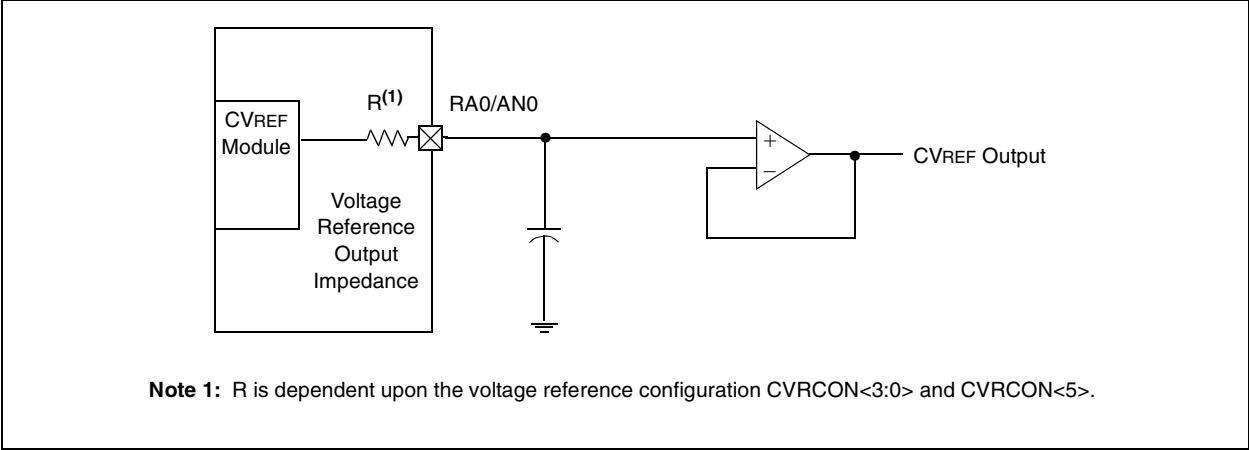 R(1)
RA0/AN0
CVREF
Module
Voltage
Reference
Output
Impedance
+
–
CVREF Output
Note 1: R is dependent upon the voltage reference configuration CVRCON<3:0> and CVRCON<5>.